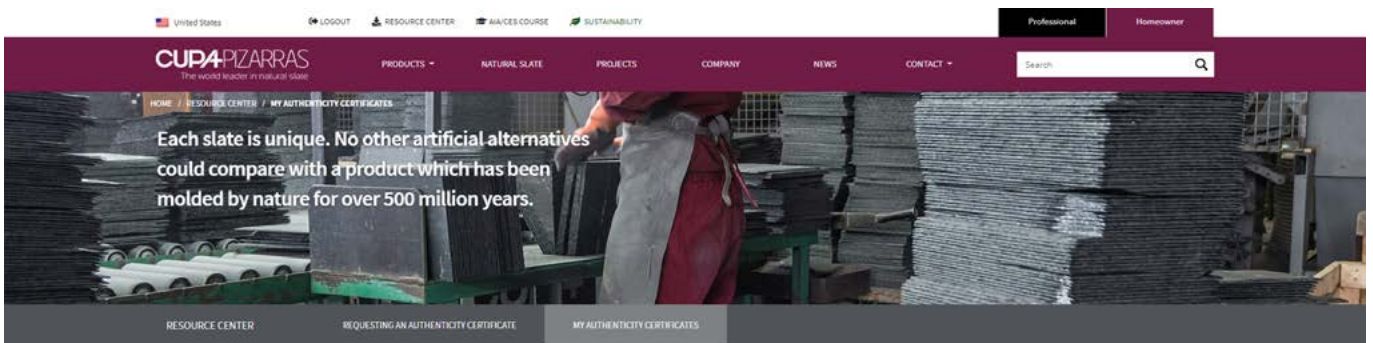 United States
LOGOUT
RESOURCE CENTER
AIA/CES COURSE
SUSTAINABILITY
Professional
Homeowner
CUPA PIZARRAS
The world leader in natural slate
PRODUCTS
NATURAL SLATE
PROJECTS
COMPANY
NEWS
CONTACT
Search
HOME / RESOURCE CENTER / MY AUTHENTICITY CERTIFICATES
Each slate is unique. No other artificial alternatives
could compare with a product which has been
molded by nature for over 500 million years.
RESOURCE CENTER
REQUESTING AN AUTHENTICITY CERTIFICATE
MY AUTHENTICITY CERTIFICATES